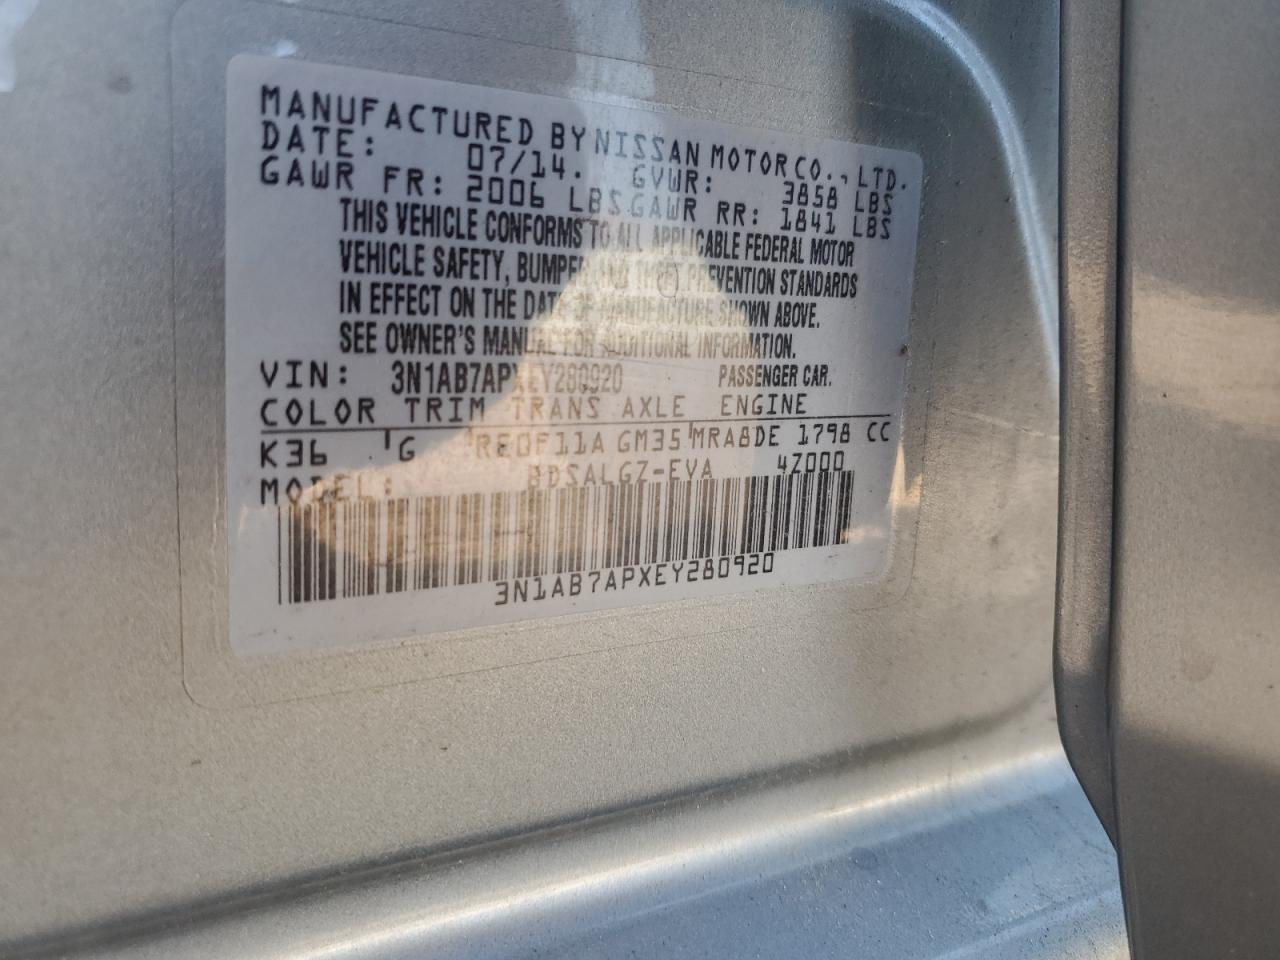 MANUFACTURED BY NISSAN MOTOR CO., LTD.
DATE: 07/14. GVWR: 3858 LBS
GAWR FR: 2006 LBS GAWR RR: 1841 LBS
THIS VEHICLE CONFORMS TO ALL APPLICABLE FEDERAL MOTOR
VEHICLE SAFETY, BUMPER AND THEFT PREVENTION STANDARDS
IN EFFECT ON THE DATE OF MANUFACTURE SHOWN ABOVE.
SEE OWNER'S MANUAL FOR ADDITIONAL INFORMATION.
VIN: 3N1AB7APXEY280920 PASSENGER CAR.
COLOR TRIM TRANS AXLE ENGINE
K36 G RE0F11A GM35 MRA8DE 1798 CC
MODEL: BDSALGZ-EVA 4Z000
3N1AB7APXEY280920